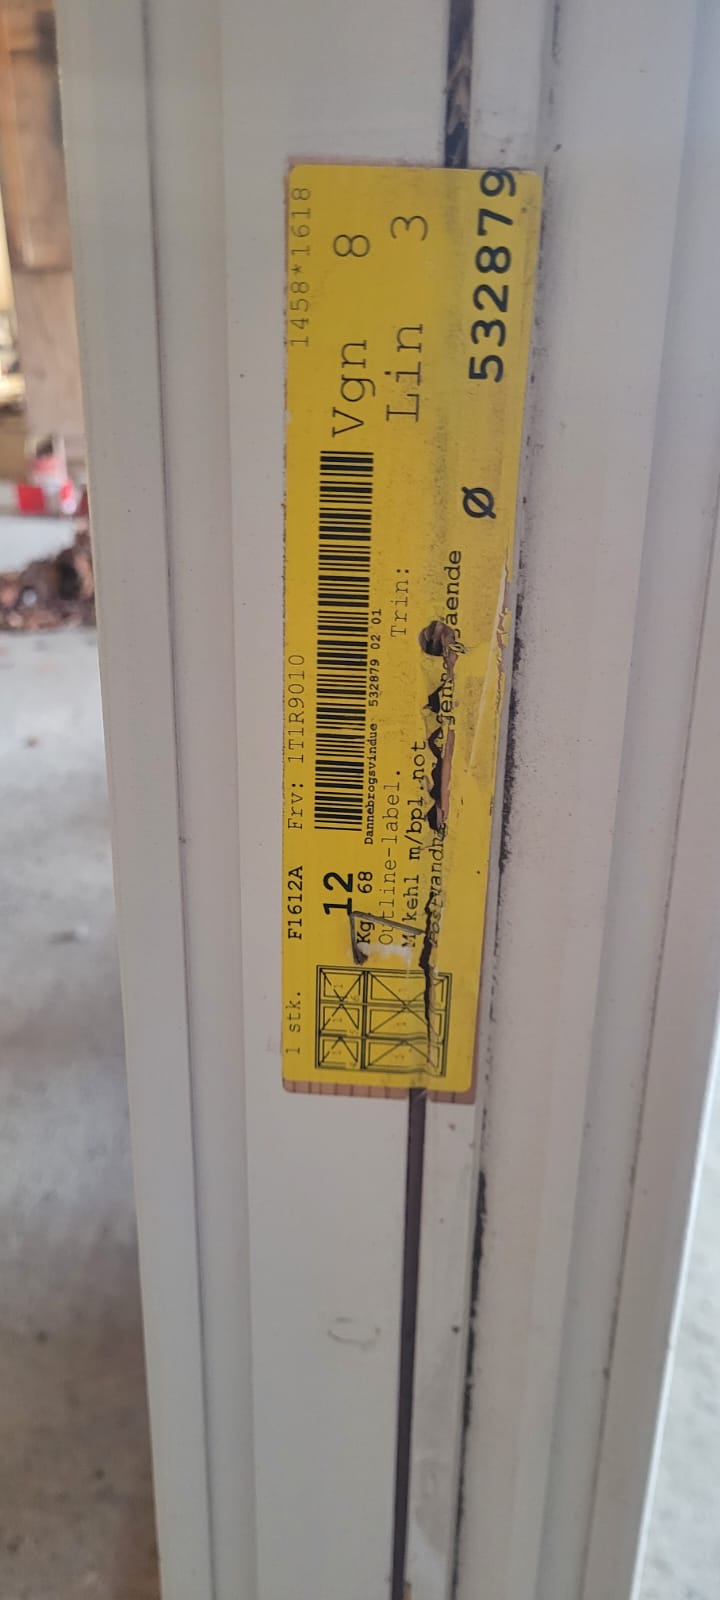 1 stk. F1612A Frv: 1T1R9010 1458*1618
12 Vgn 8
Kg 68 Dannebrogsvindue 532879 02 01
Outline-label. Trin: Lin 3
M/kehl m/bpl.not
Ø 532879